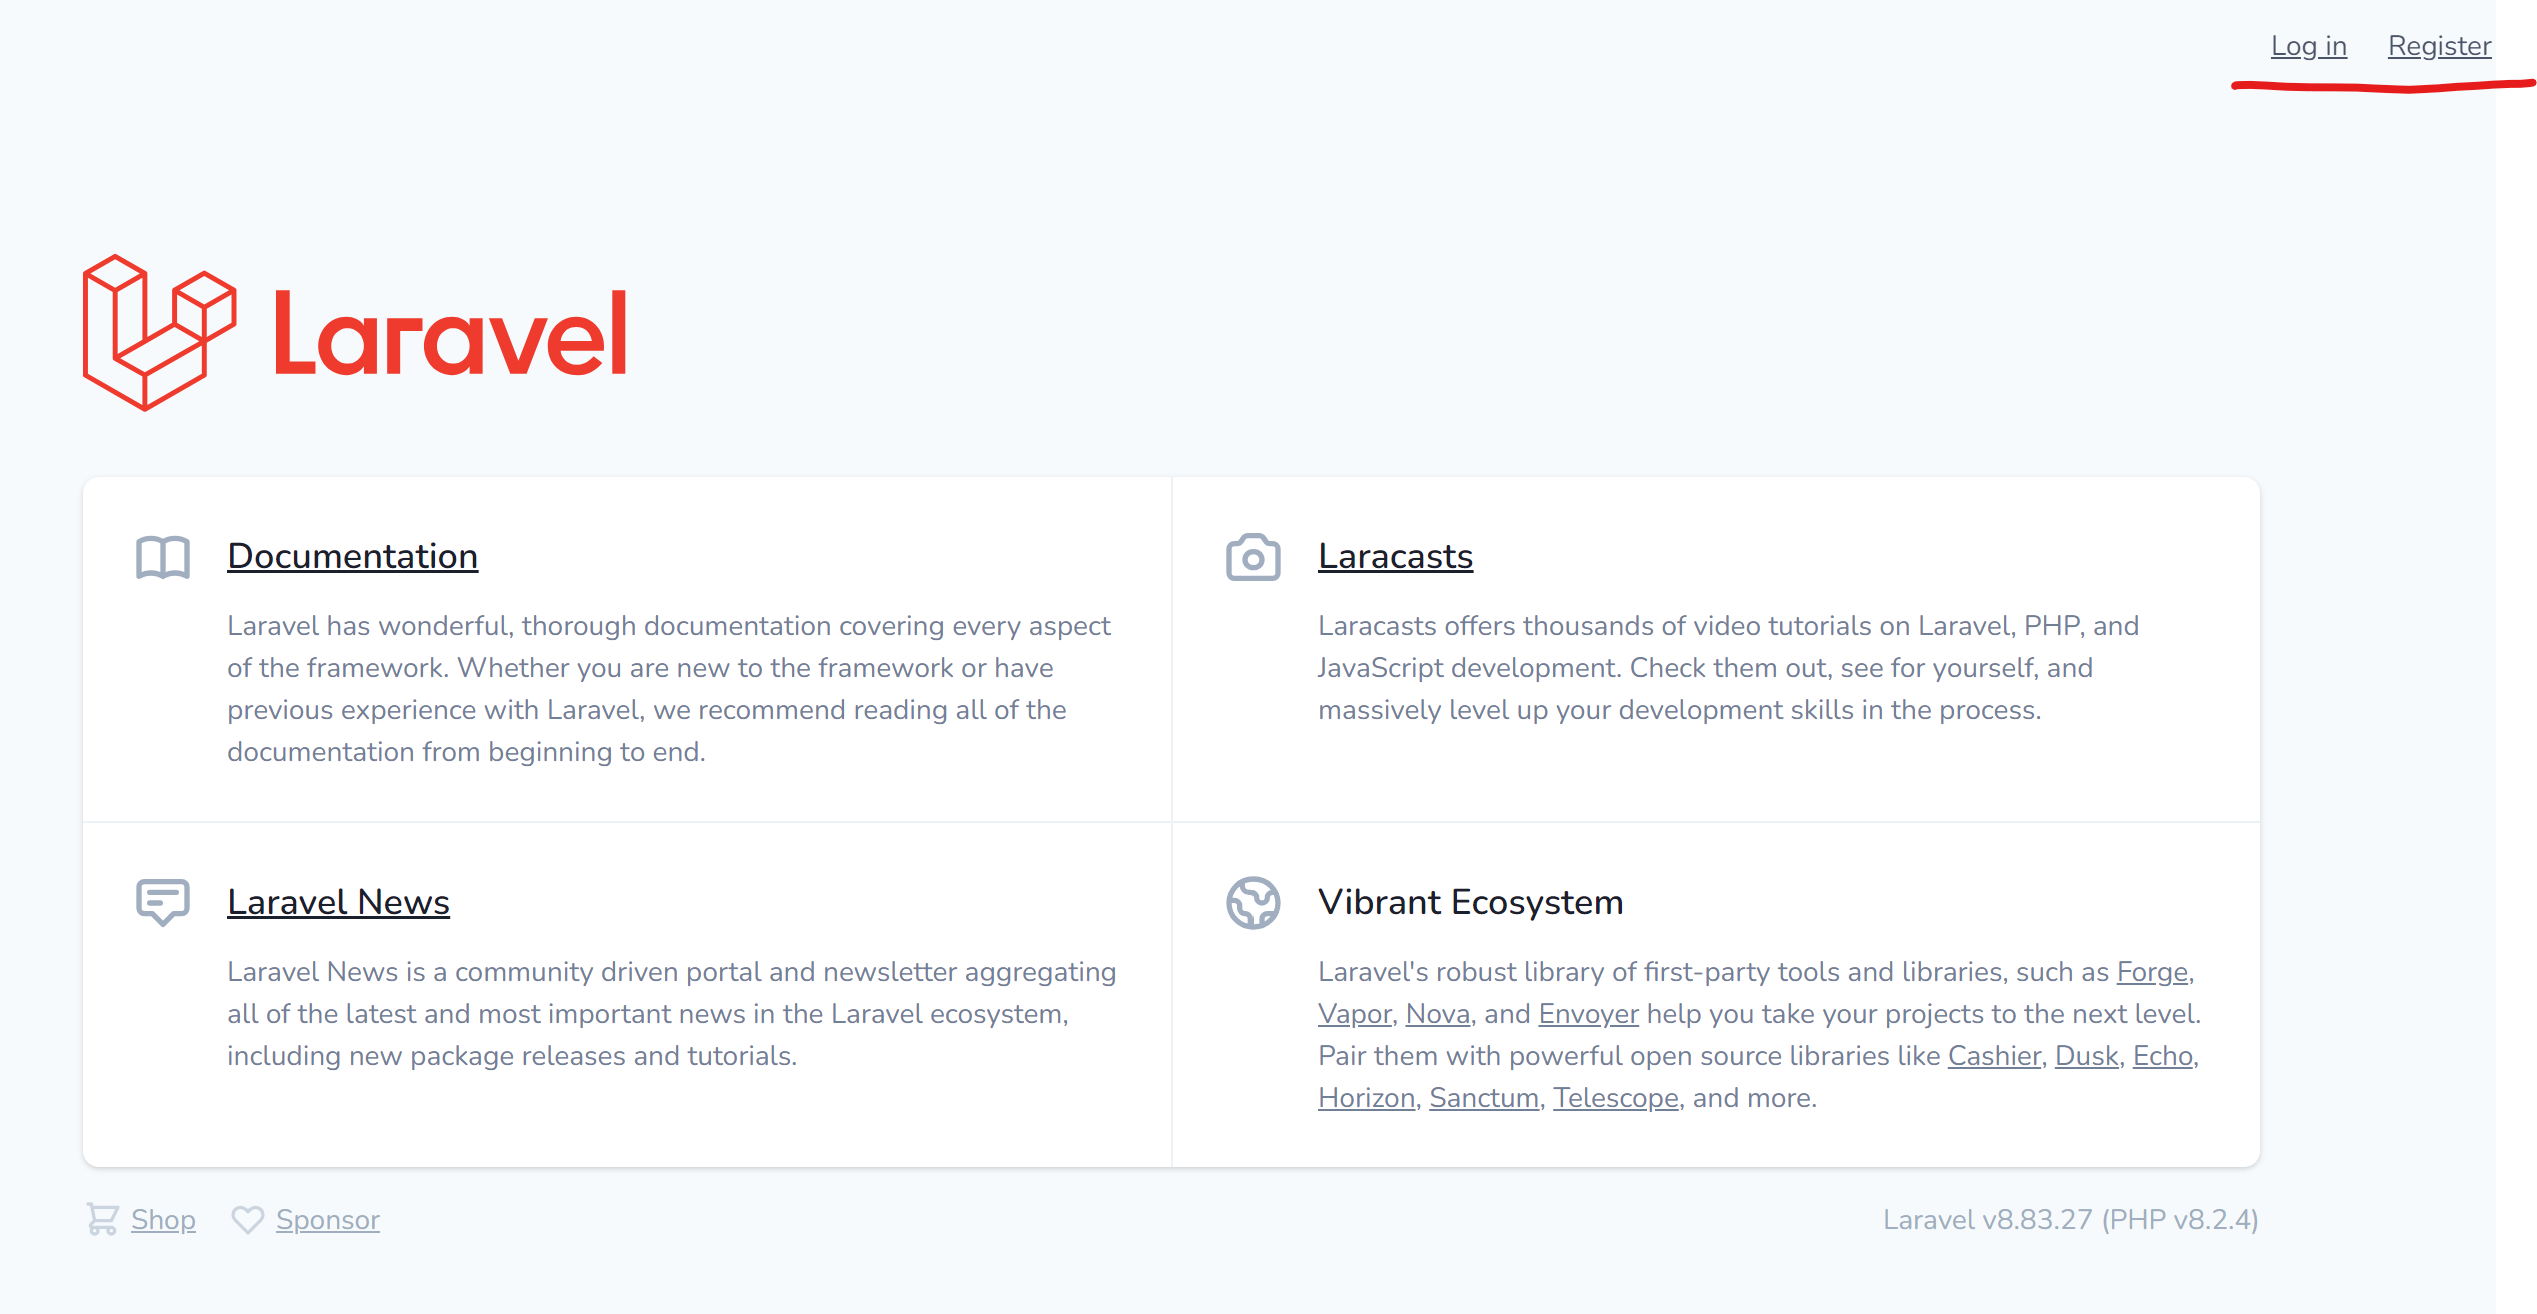 Log in Register
Laravel
Documentation
Laravel has wonderful, thorough documentation covering every aspect
of the framework. Whether you are new to the framework or have
previous experience with Laravel, we recommend reading all of the
documentation from beginning to end.
Laracasts
Laracasts offers thousands of video tutorials on Laravel, PHP, and
JavaScript development. Check them out, see for yourself, and
massively level up your development skills in the process.
Laravel News
Laravel News is a community driven portal and newsletter aggregating
all of the latest and most important news in the Laravel ecosystem,
including new package releases and tutorials.
Vibrant Ecosystem
Laravel's robust library of first-party tools and libraries, such as Forge,
Vapor, Nova, and Envoyer help you take your projects to the next level.
Pair them with powerful open source libraries like Cashier, Dusk, Echo,
Horizon, Sanctum, Telescope, and more.
Shop Sponsor
Laravel v8.83.27 (PHP v8.2.4)